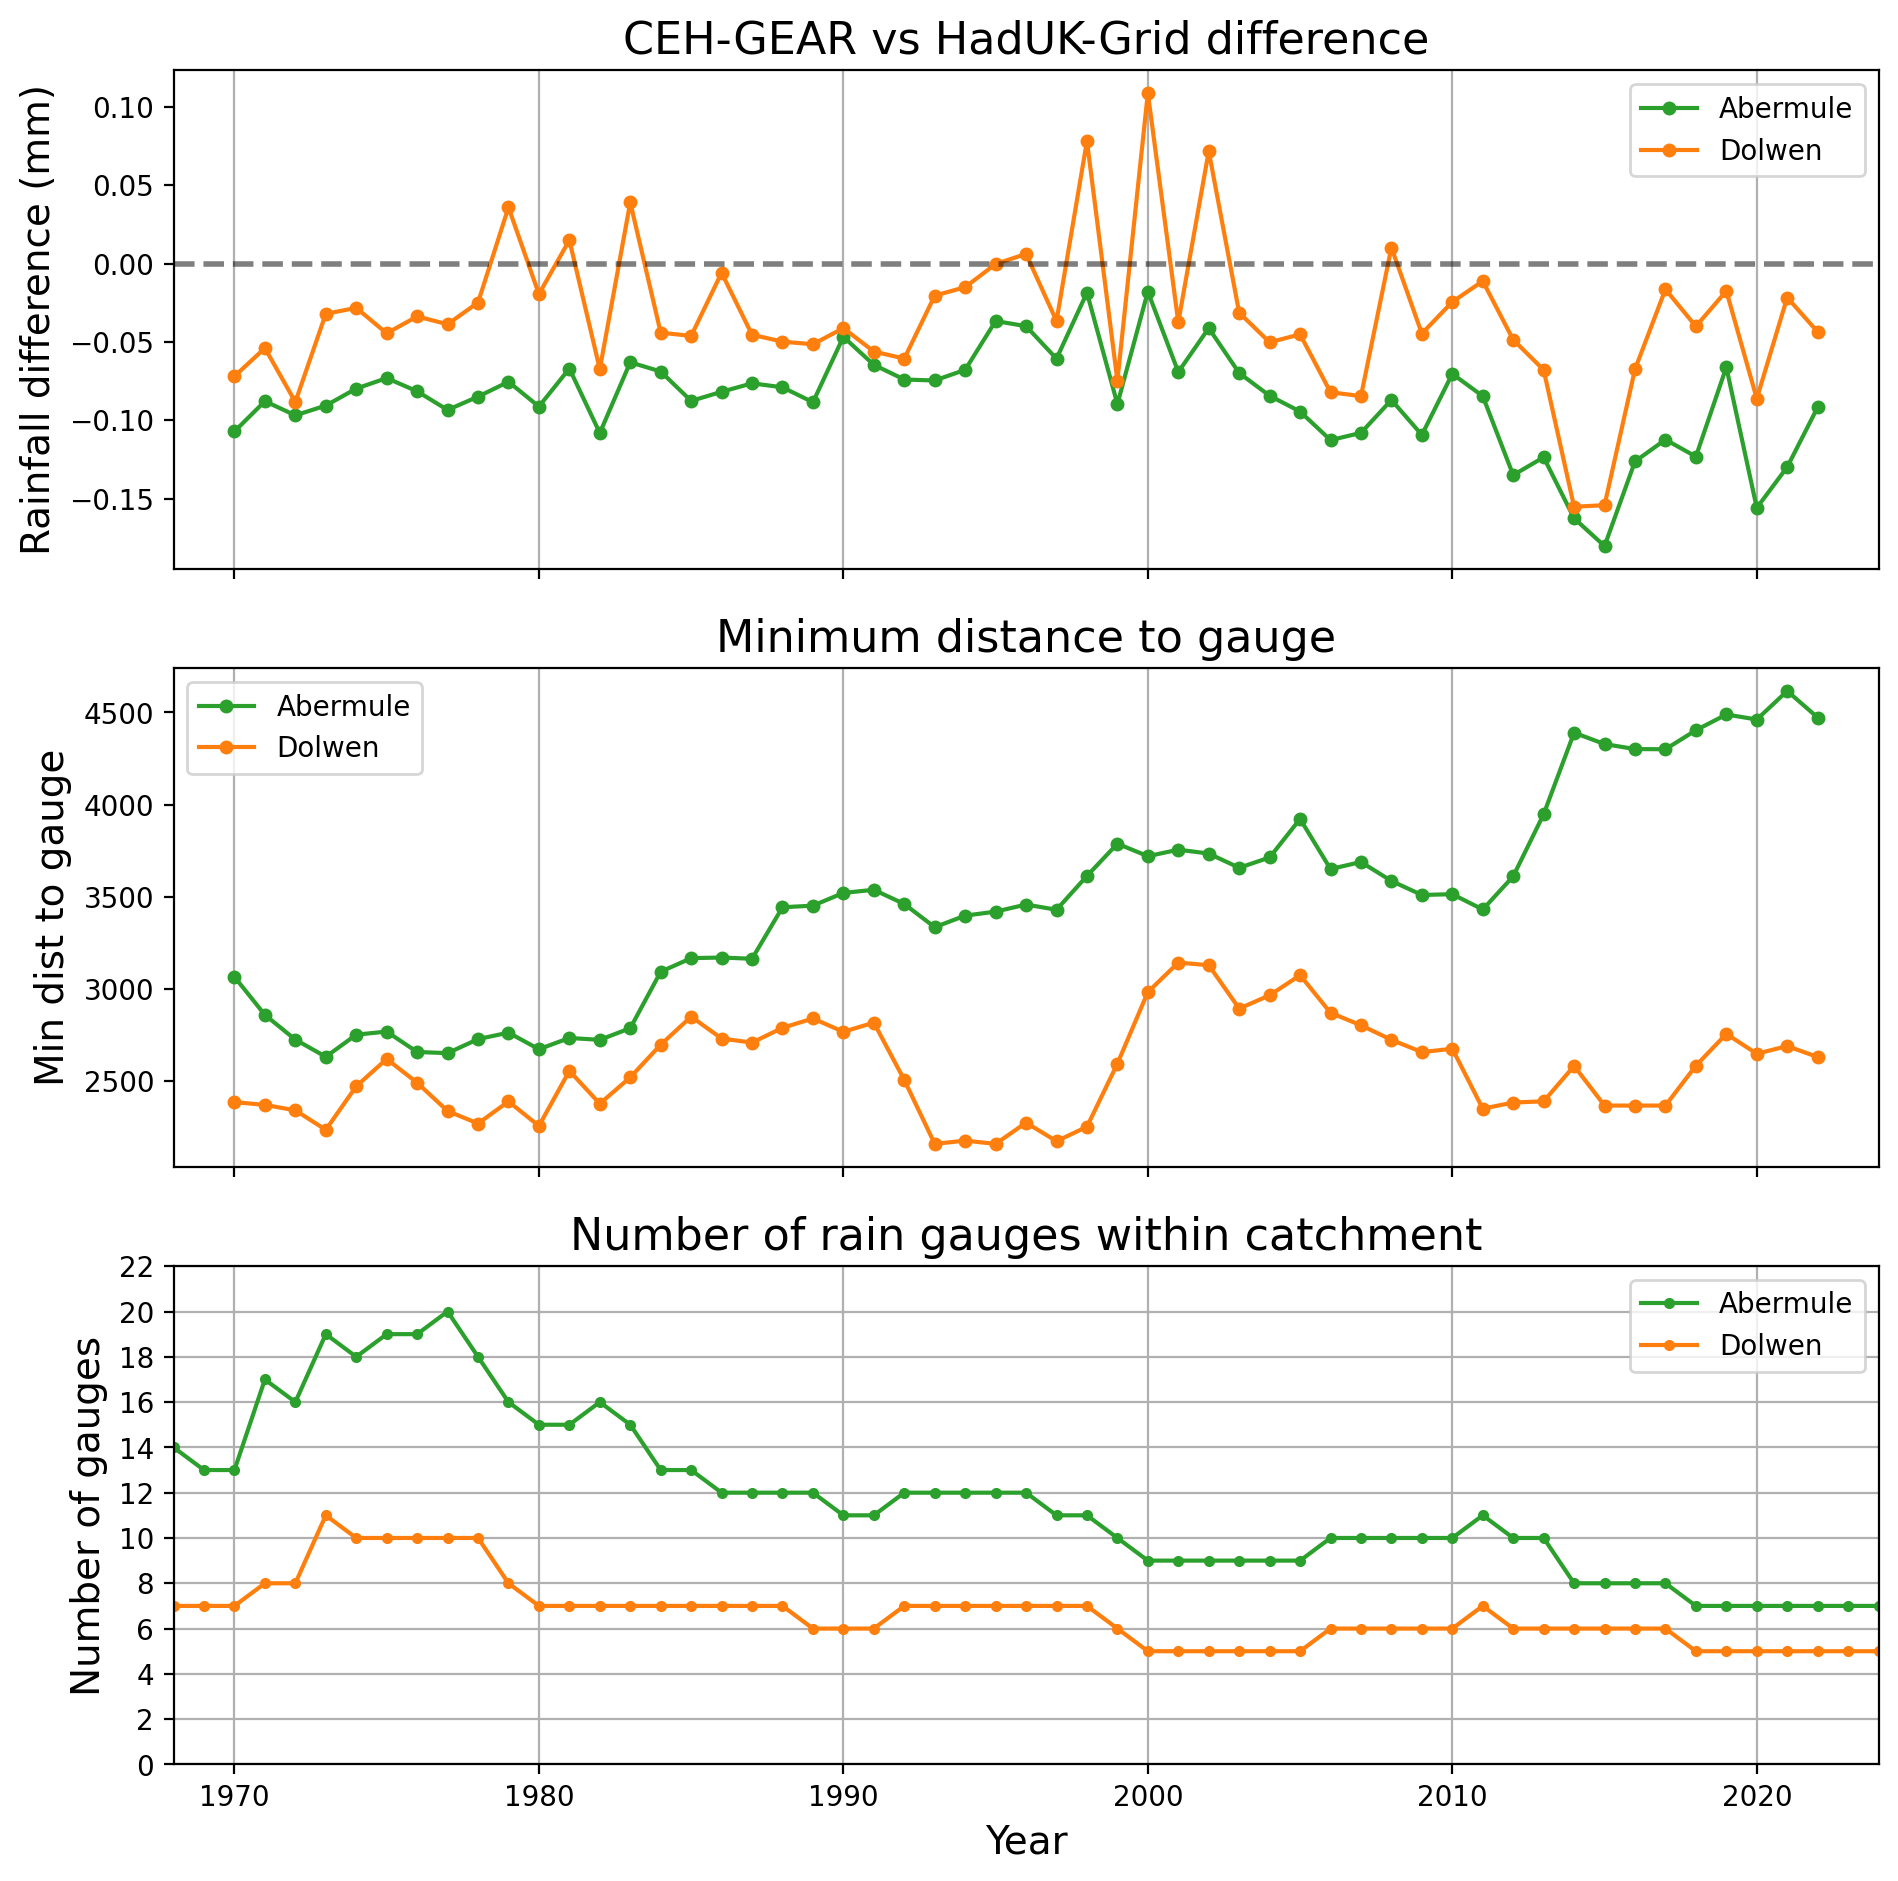 CEH-GEAR vs HadUK-Grid difference
Rainfall difference (mm)
0.10
0.05
0.00
−0.05
−0.10
−0.15
Abermule
Dolwen
Minimum distance to gauge
Min dist to gauge
4500
4000
3500
3000
2500
Abermule
Dolwen
Number of rain gauges within catchment
Number of gauges
22
20
18
16
14
12
10
8
6
4
2
0
Abermule
Dolwen
1970 1980 1990 2000 2010 2020
Year